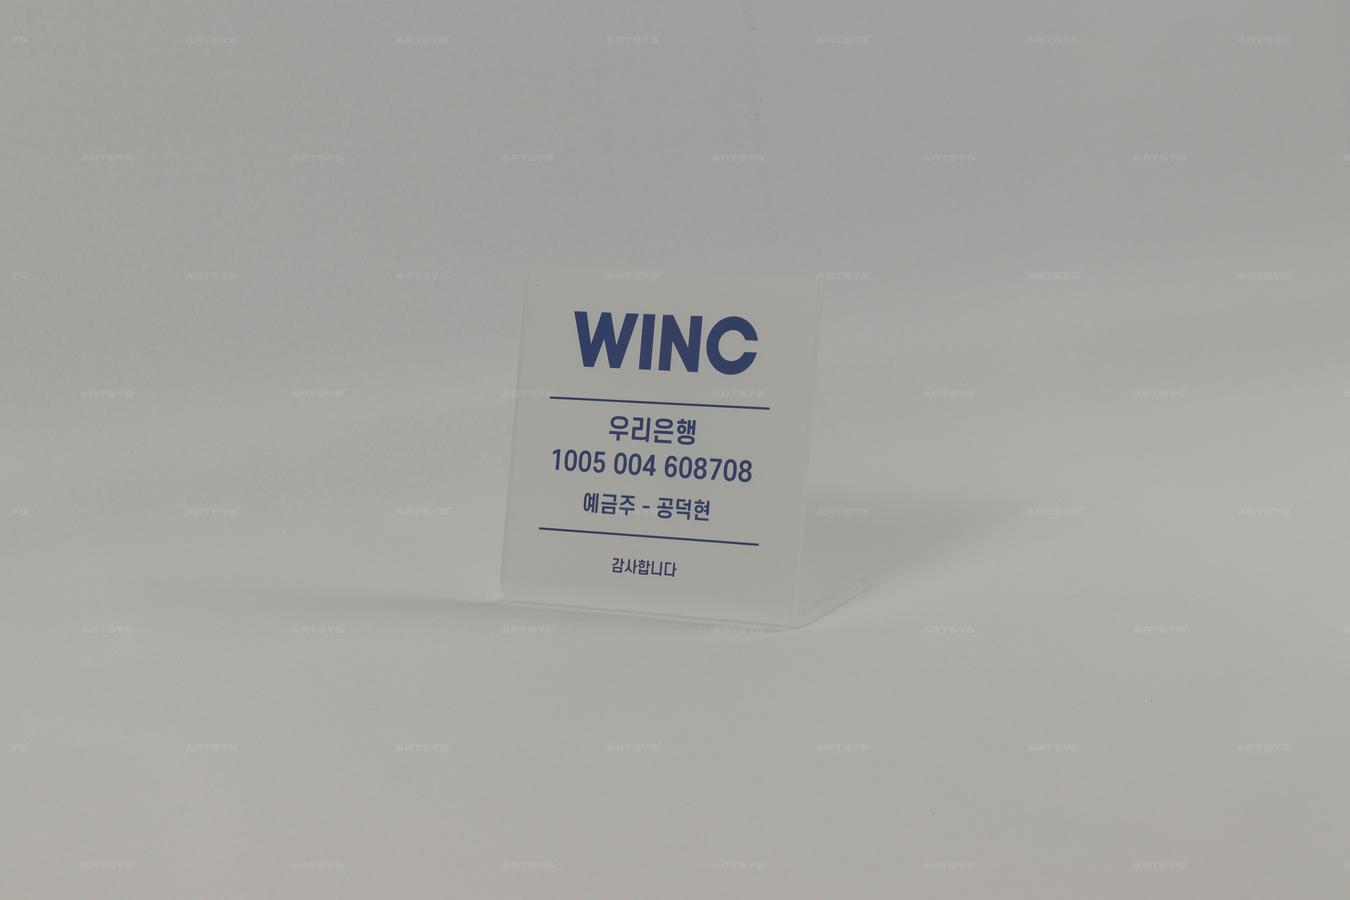 WINC
우리은행
1005 004 608708
예금주 - 공덕현
감사합니다
ARTSYS